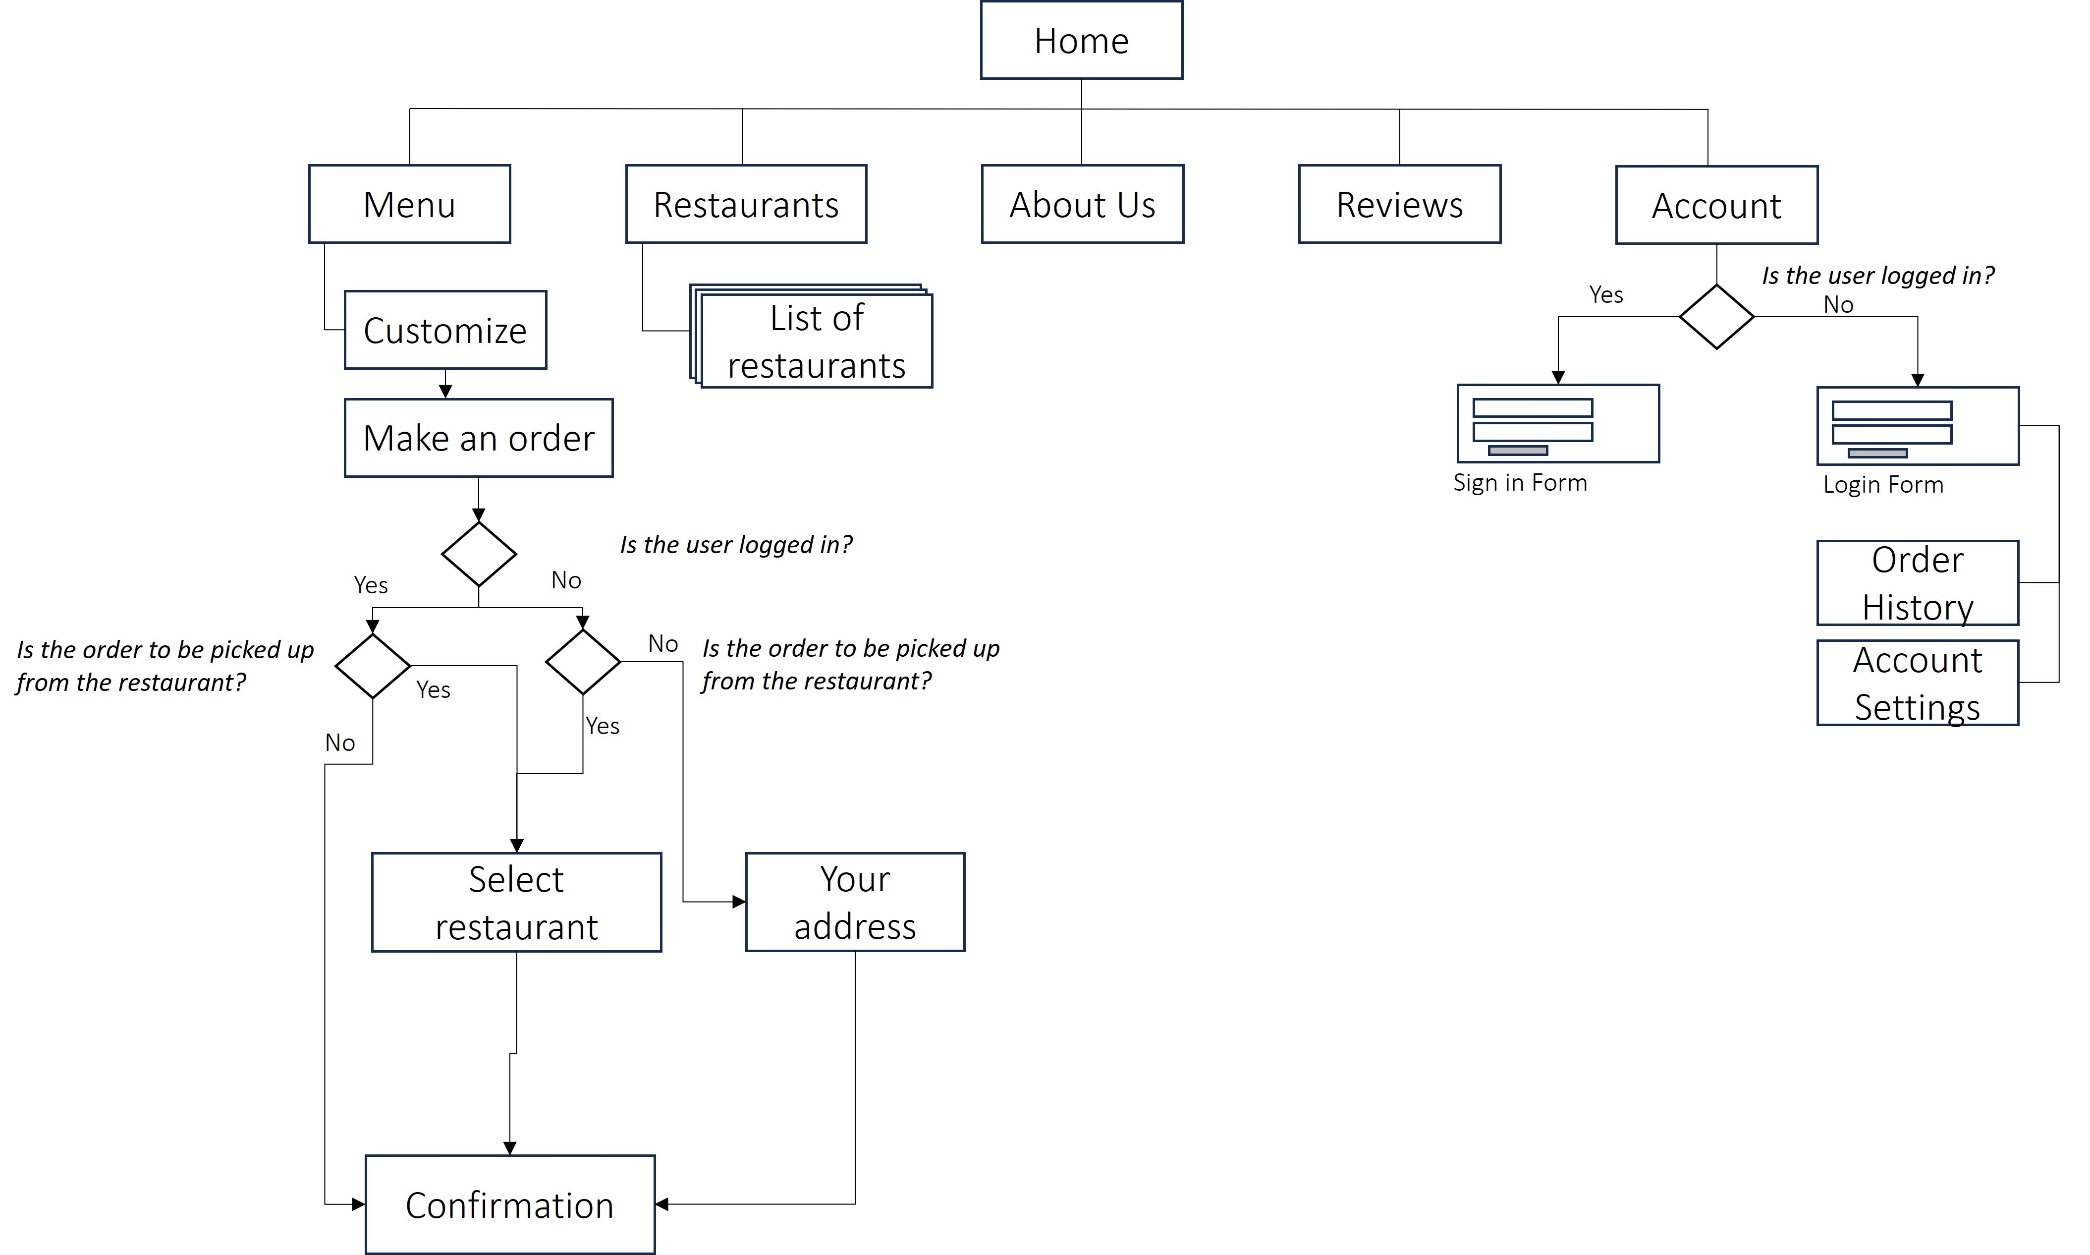 Home
Menu
Restaurants
About Us
Reviews
Account
Is the user logged in?
Yes
No
Customize
List of
restaurants
Make an order
Sign in Form
Login Form
Is the user logged in?
Yes
No
Order
History
Is the order to be picked up
from the restaurant?
Yes
No
No
Yes
Is the order to be picked up
from the restaurant?
Account
Settings
Select
restaurant
Your
address
Confirmation